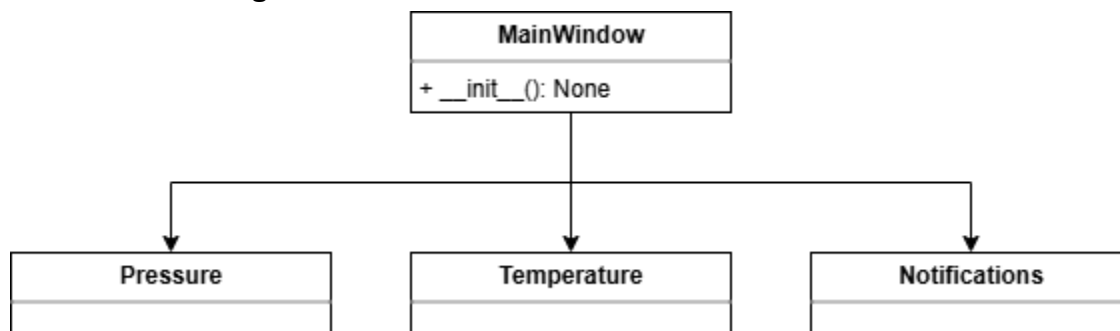 MainWindow
+ __init__(): None
Pressure
Temperature
Notifications